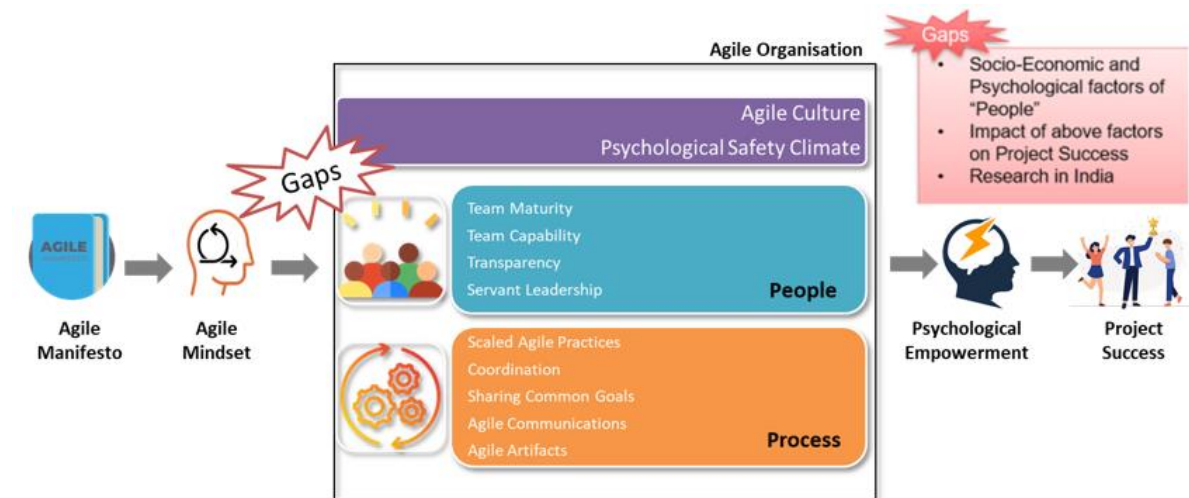 Agile Organisation
Gaps
• Socio-Economic and
Psychological factors of
"People"
• Impact of above factors
on Project Success
• Research in India
Agile Culture
Psychological Safety Climate
Gaps
Team Maturity
Team Capability
Transparency
Servant Leadership
People
AGILE
Agile
Manifesto
Agile
Mindset
Scaled Agile Practices
Coordination
Sharing Common Goals
Agile Communications
Agile Artifacts
Process
Psychological
Empowerment
Project
Success